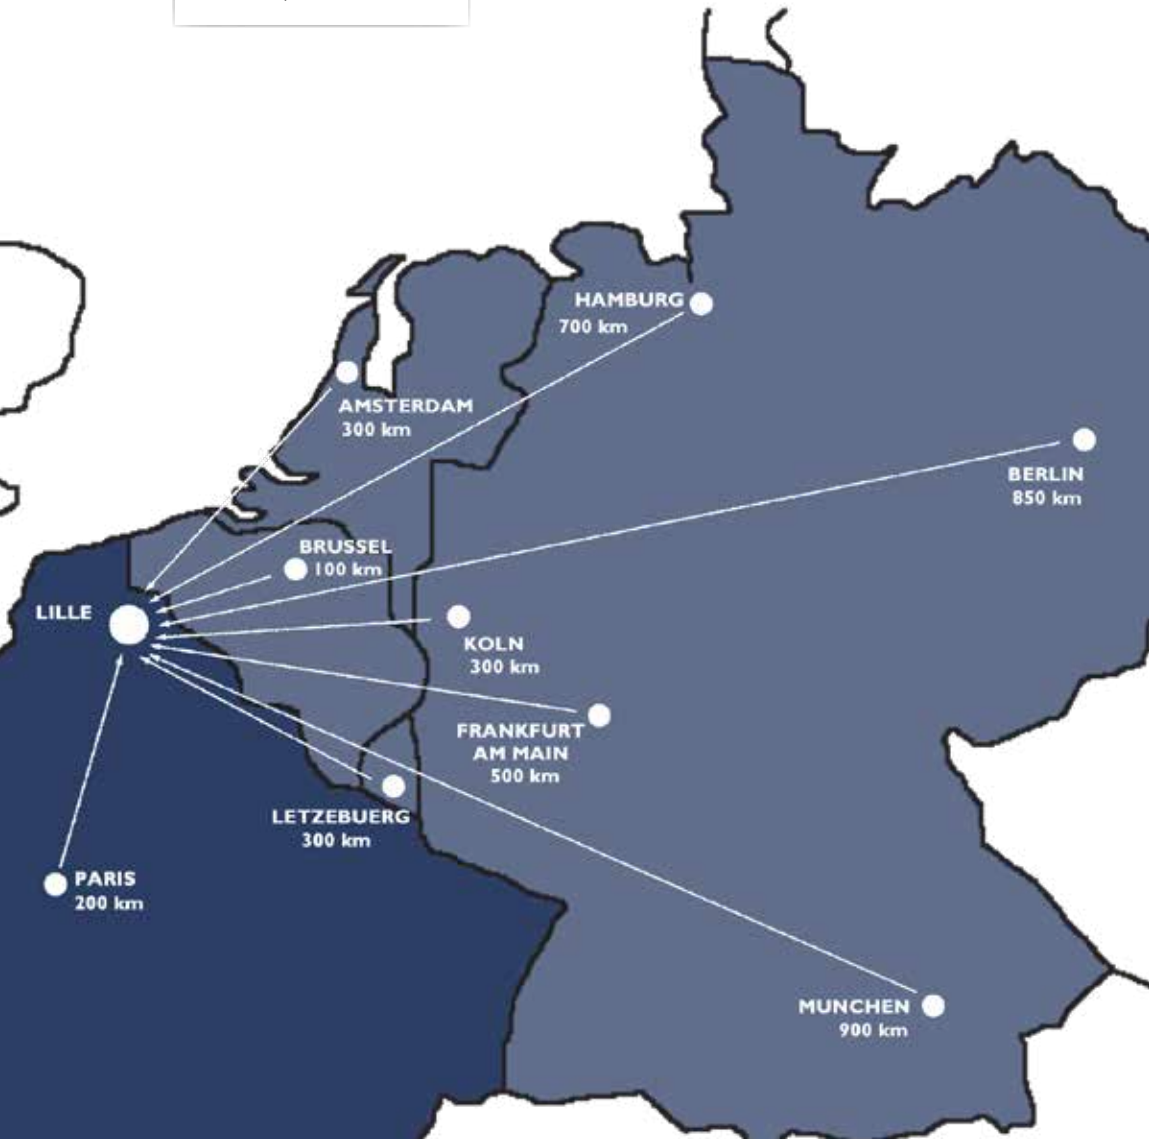 HAMBURG
700 km
AMSTERDAM
300 km
BERLIN
850 km
BRUSSEL
100 km
LILLE
KOLN
300 km
FRANKFURT
AM MAIN
500 km
LETZEBUERG
300 km
PARIS
200 km
MUNCHEN
900 km